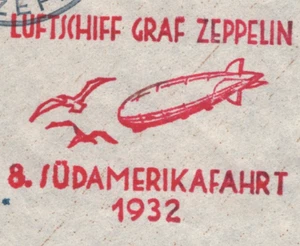 LUFTSCHIFF GRAF ZEPPELIN
8. SÜDAMERIKAFAHRT
1932